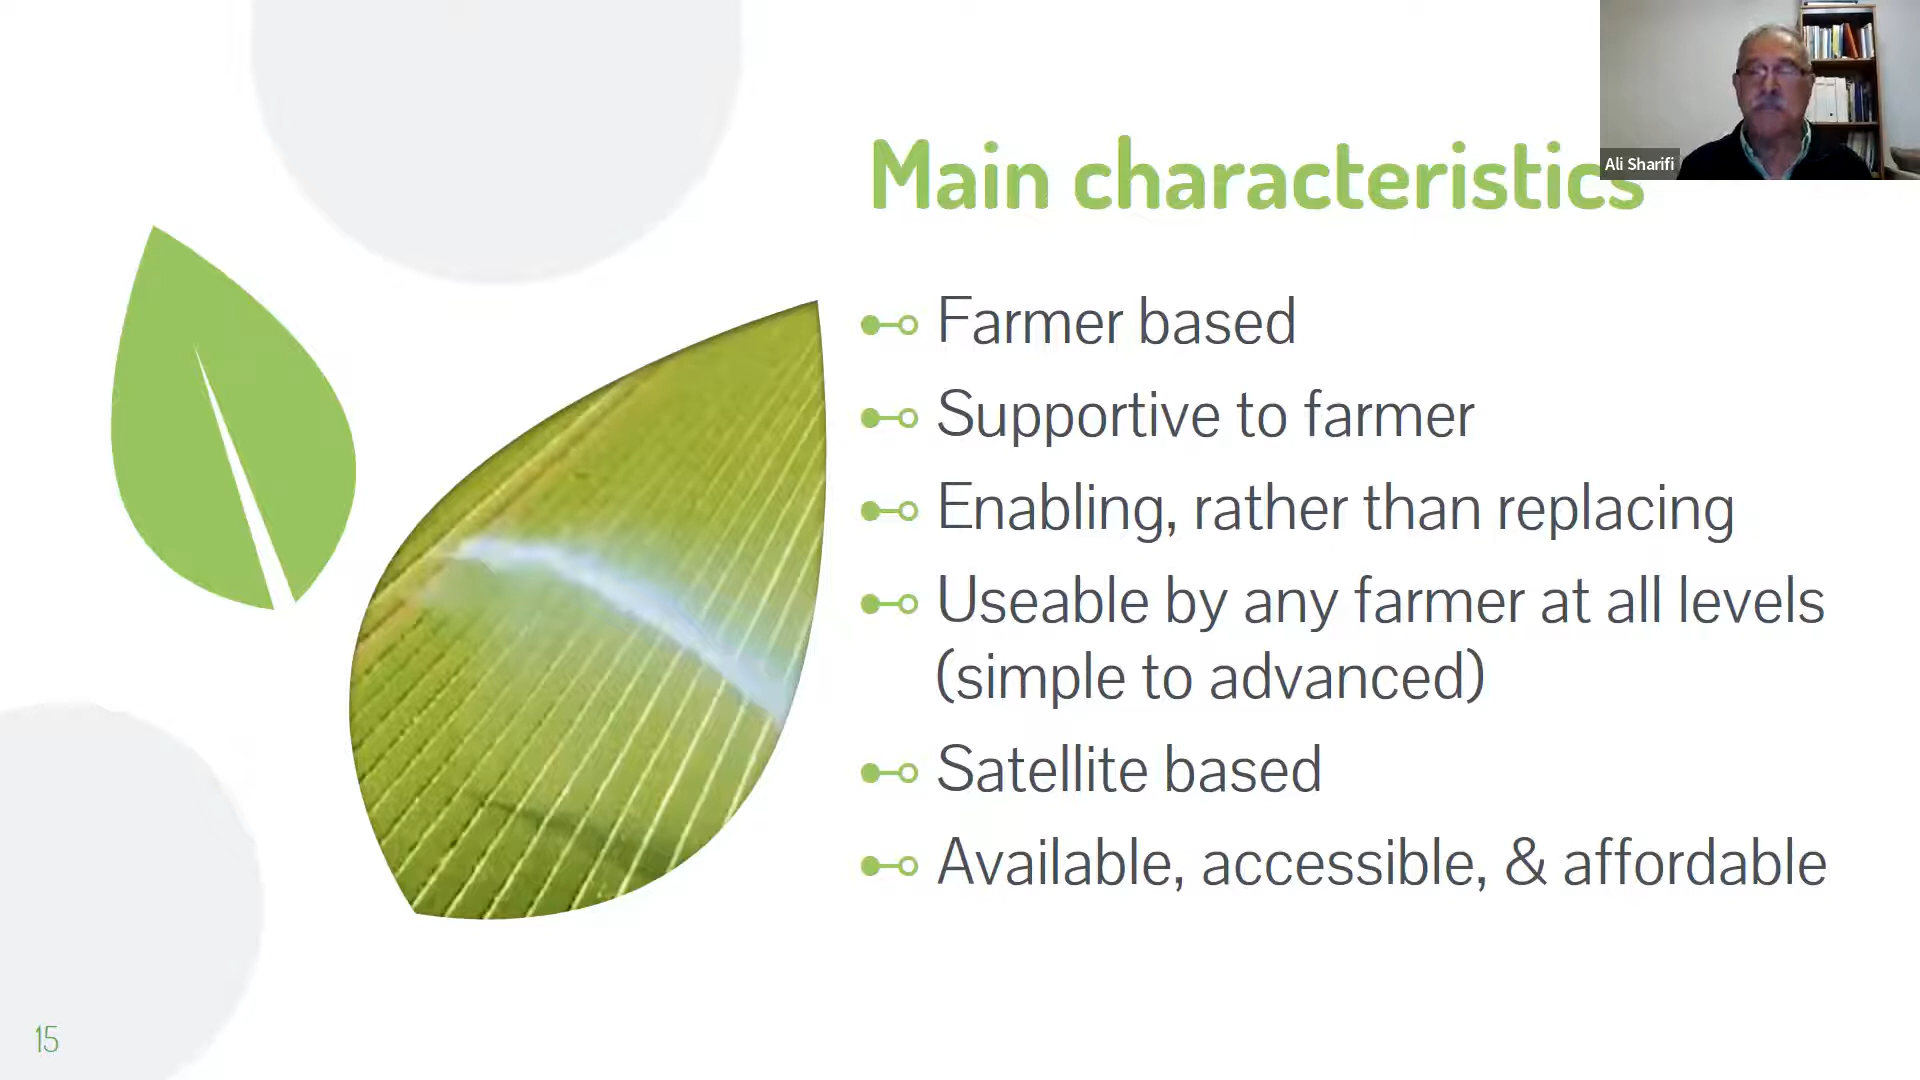 Main characteristics
Ali Sharifi
Farmer based
Supportive to farmer
Enabling, rather than replacing
Useable by any farmer at all levels
(simple to advanced)
Satellite based
Available, accessible, & affordable
15